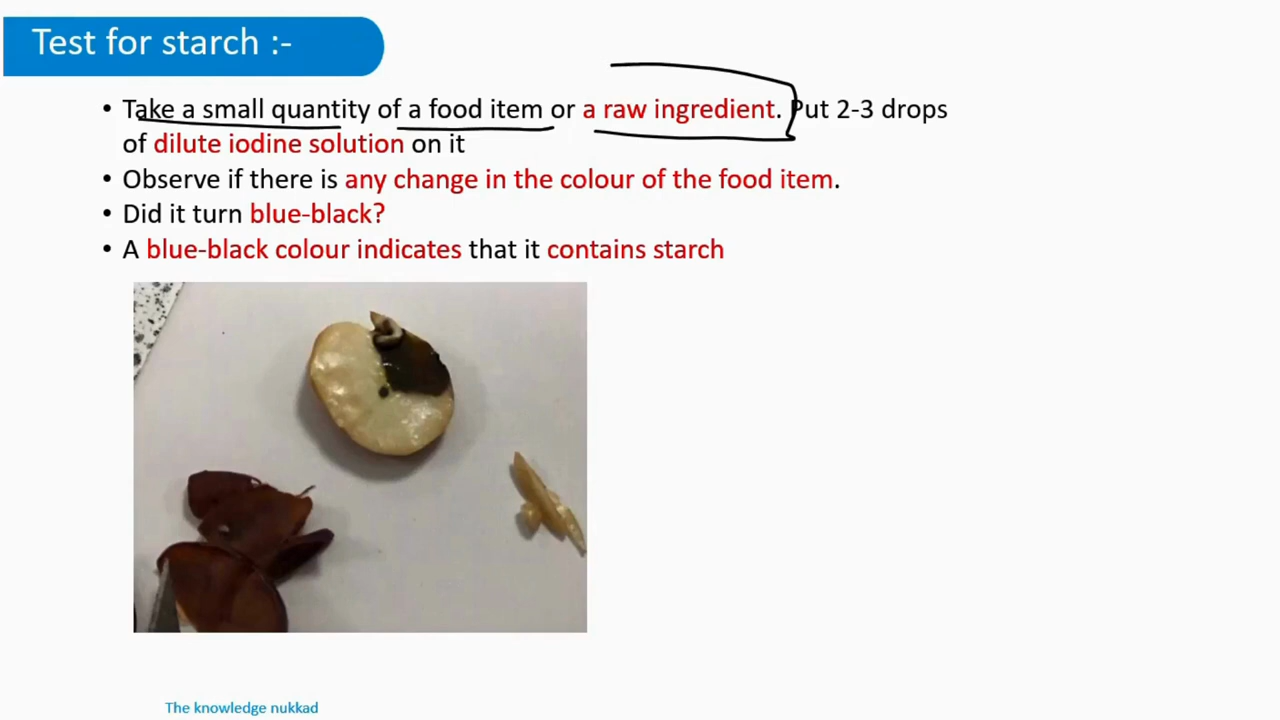 Test for starch :-
• Take a small quantity of a food item or a raw ingredient. Put 2-3 drops
of dilute iodine solution on it
• Observe if there is any change in the colour of the food item.
• Did it turn blue-black?
• A blue-black colour indicates that it contains starch
The knowledge nukkad